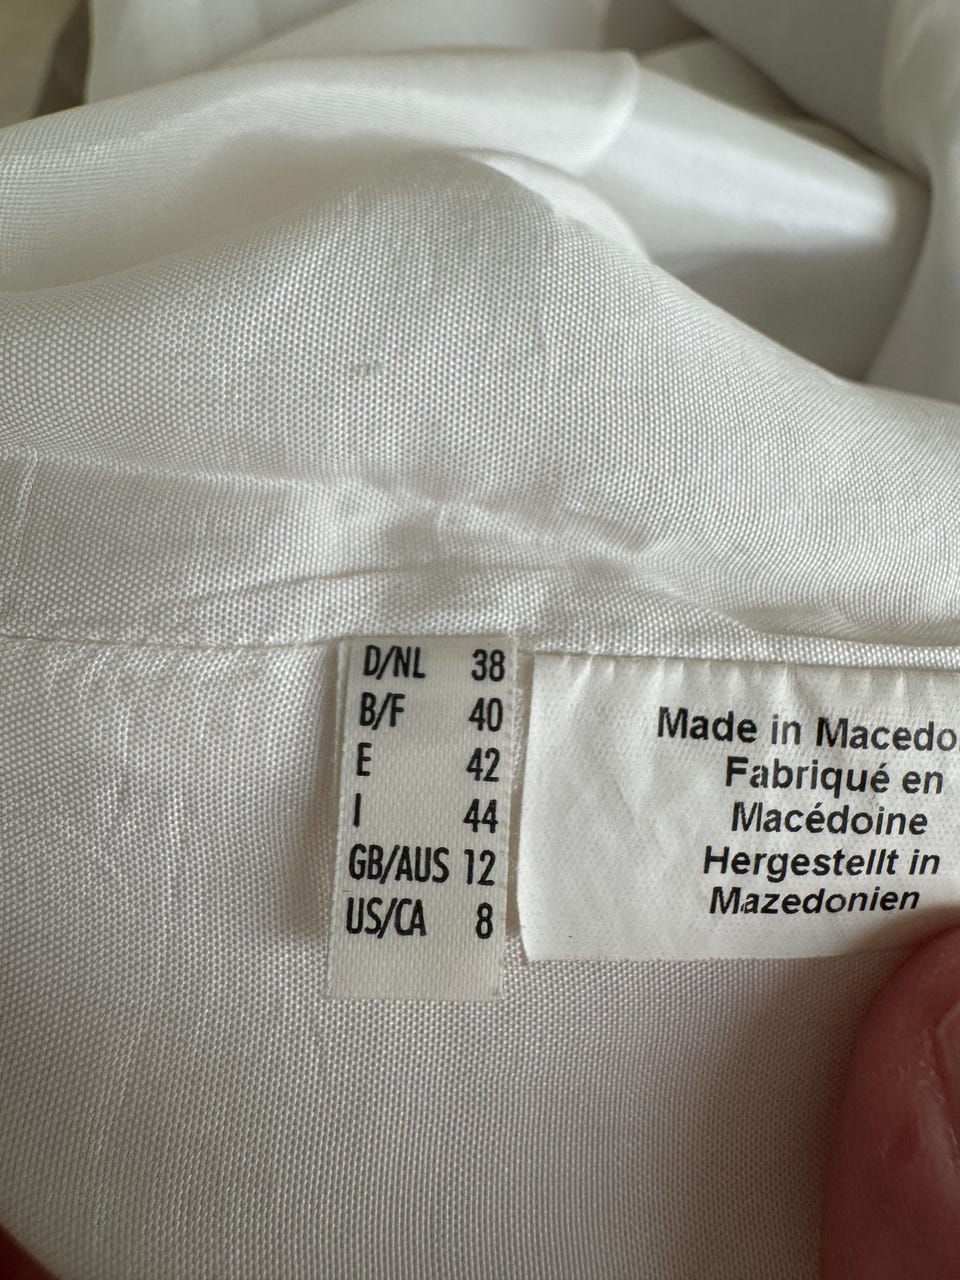 D/NL 38
B/F 40
E 42
I 44
GB/AUS 12
US/CA 8
Made in
Fabriqué en
Macédoine
Hergestellt in
Mazedonien